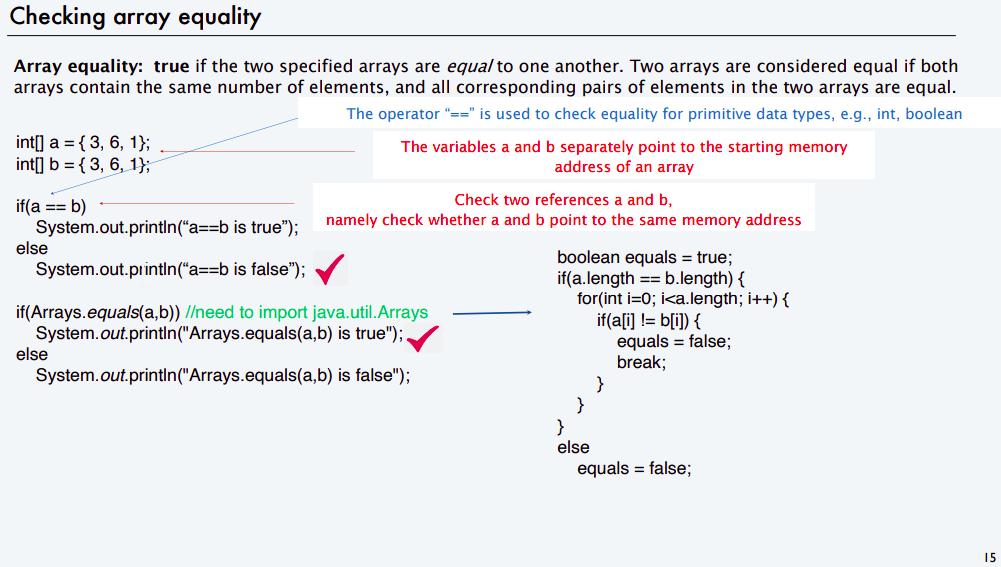 Checking array equality
Array equality:  true if the two specified arrays are equal to one another. Two arrays are considered equal if both
arrays contain the same number of elements, and all corresponding pairs of elements in the two arrays are equal.
The operator “==” is used to check equality for primitive data types, e.g., int, boolean
int[] a = { 3, 6, 1};
int[] b = { 3, 6, 1};
The variables a and b separately point to the starting memory
address of an array
if(a == b)
System.out.println(“a==b is true”);
else
System.out.println(“a==b is false”);
Check two references a and b,
namely check whether a and b point to the same memory address
if(Arrays.equals(a,b)) //need to import java.util.Arrays
System.out.println("Arrays.equals(a,b) is true");
else
System.out.println("Arrays.equals(a,b) is false");
boolean equals = true;
if(a.length == b.length) {
for(int i=0; i<a.length; i++) {
if(a[i] != b[i]) {
equals = false;
break;
}
}
}
else
equals = false;
15